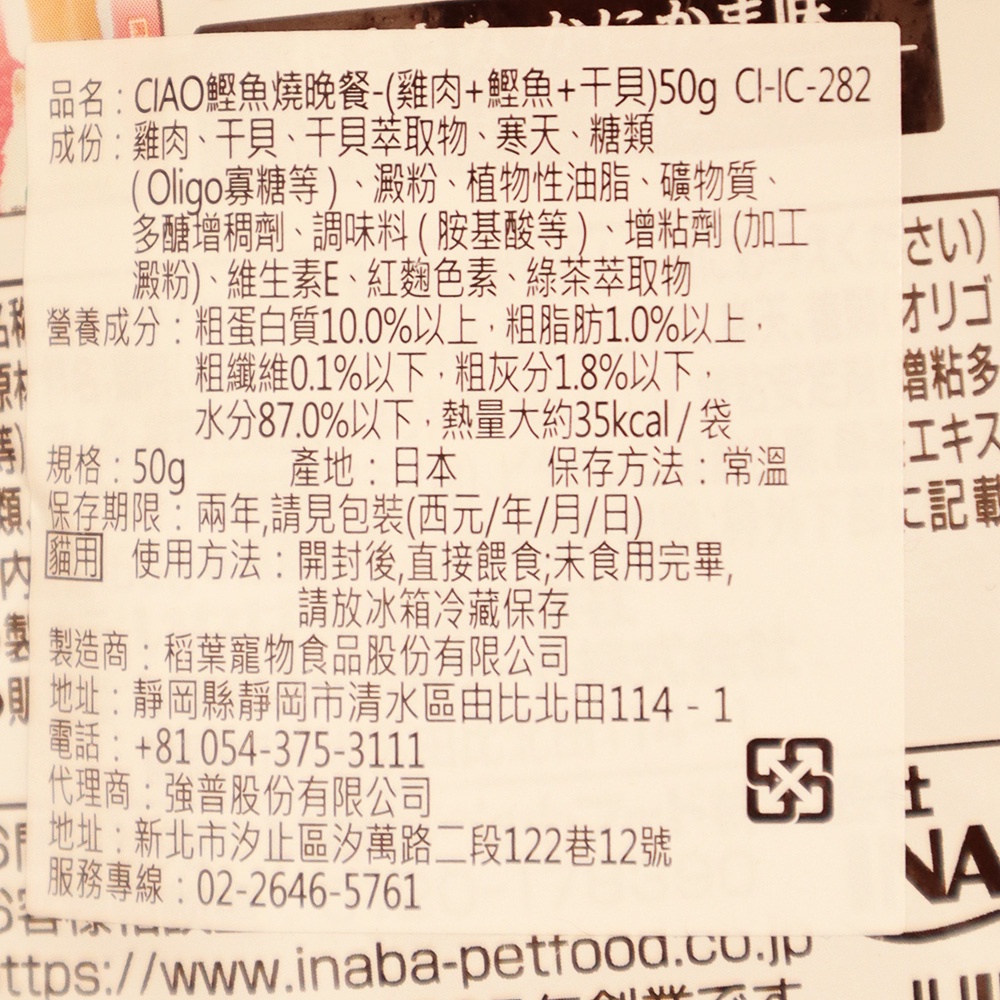 品名：CIAO鰹魚燒晚餐-(雞肉+鰹魚+干貝)50g CI-IC-282
成份：雞肉、干貝、干貝萃取物、寒天、糖類
(Oligo寡糖等)、澱粉、植物性油脂、礦物質、
多醣增稠劑、調味料(胺基酸等)、增粘劑(加工
澱粉)、維生素E、紅麴色素、綠茶萃取物
營養成分：粗蛋白質10.0%以上，粗脂肪1.0%以上，
粗纖維0.1%以下，粗灰分1.8%以下，
水分87.0%以下，熱量大約35kcal/袋
規格：50g 產地：日本 保存方法：常溫
保存期限：兩年,請見包裝(西元/年/月/日)
貓用 使用方法：開封後,直接餵食;未食用完畢,
請放冰箱冷藏保存
製造商：稻葉寵物食品股份有限公司
地址：靜岡縣靜岡市清水區由比北田114-1
電話：+81 054-375-3111
代理商：強普股份有限公司
地址：新北市汐止區汐萬路二段122巷12號
服務專線：02-2646-5761
さい)
オリゴ
増粘多
エキス
に記載
社
ttps://www.inaba-petfood.co.jp